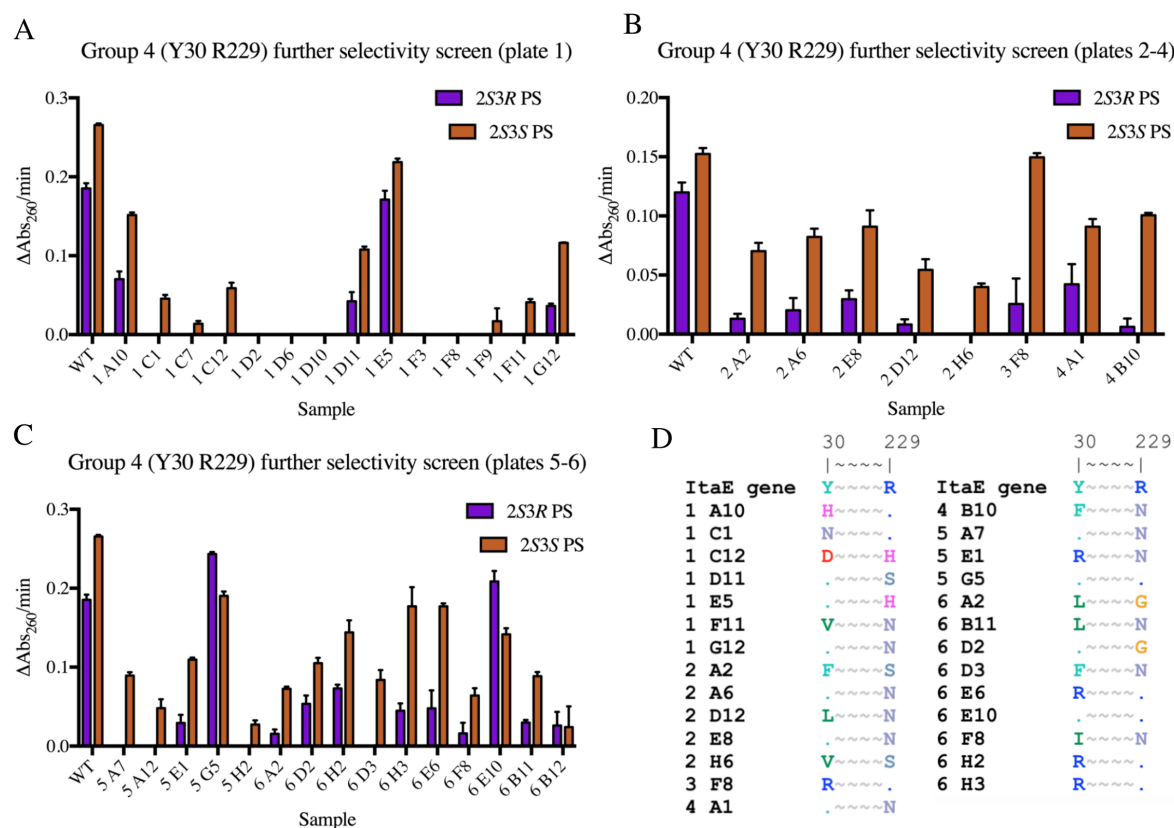 A
Group 4 (Y30 R229) further selectivity screen (plate 1)
0.3
0.2
0.1
0.0
ΔAbs260/min
2S3R PS
2S3S PS
WT
1 A10
1 C1
1 C7
1 C12
1 D2
1 D6
1 D10
1 D11
1 E5
1 F3
1 F8
1 F9
1 F11
1 G12
Sample
B
Group 4 (Y30 R229) further selectivity screen (plates 2-4)
0.20
0.15
0.10
0.05
0.00
ΔAbs260/min
2S3R PS
2S3S PS
WT
2 A2
2 A6
2 E8
2 D12
2 H6
3 F8
4 A1
4 B10
Sample
C
Group 4 (Y30 R229) further selectivity screen (plates 5-6)
0.3
0.2
0.1
0.0
ΔAbs260/min
2S3R PS
2S3S PS
WT
5 A7
5 A12
5 E1
5 G5
5 H2
6 A2
6 D2
6 H2
6 D3
6 H3
6 E6
6 F8
6 E10
6 B11
6 B12
Sample
D
30 229
|~~~~|
ItaE gene Y~~~~R
1 A10 H~~~~.
1 C1 N~~~~.
1 C12 D~~~~H
1 D11 .~~~~S
1 E5 .~~~~H
1 F11 V~~~~N
1 G12 .~~~~N
2 A2 F~~~~S
2 A6 .~~~~N
2 D12 L~~~~N
2 E8 .~~~~N
2 H6 V~~~~S
3 F8 R~~~~.
4 A1 .~~~~N
30 229
|~~~~|
ItaE gene Y~~~~R
4 B10 F~~~~N
5 A7 .~~~~N
5 E1 R~~~~N
5 G5 .~~~~.
6 A2 L~~~~G
6 B11 L~~~~N
6 D2 .~~~~G
6 D3 F~~~~N
6 E6 R~~~~.
6 E10 .~~~~.
6 F8 I~~~~N
6 H2 R~~~~.
6 H3 R~~~~.